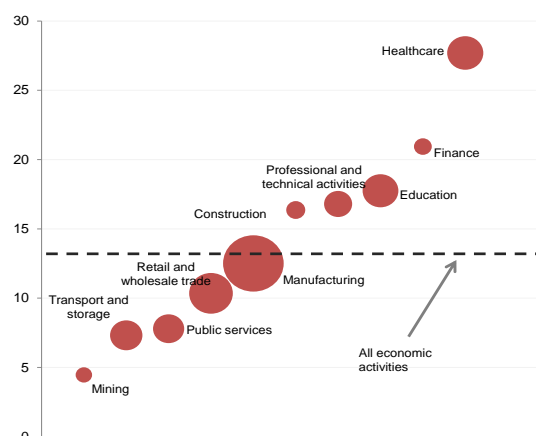 30
25
20
15
10
5
0
Healthcare
Finance
Professional and
technical activities
Education
Construction
Retail and
wholesale trade
Manufacturing
Transport and
storage
Public services
All economic
activities
Mining